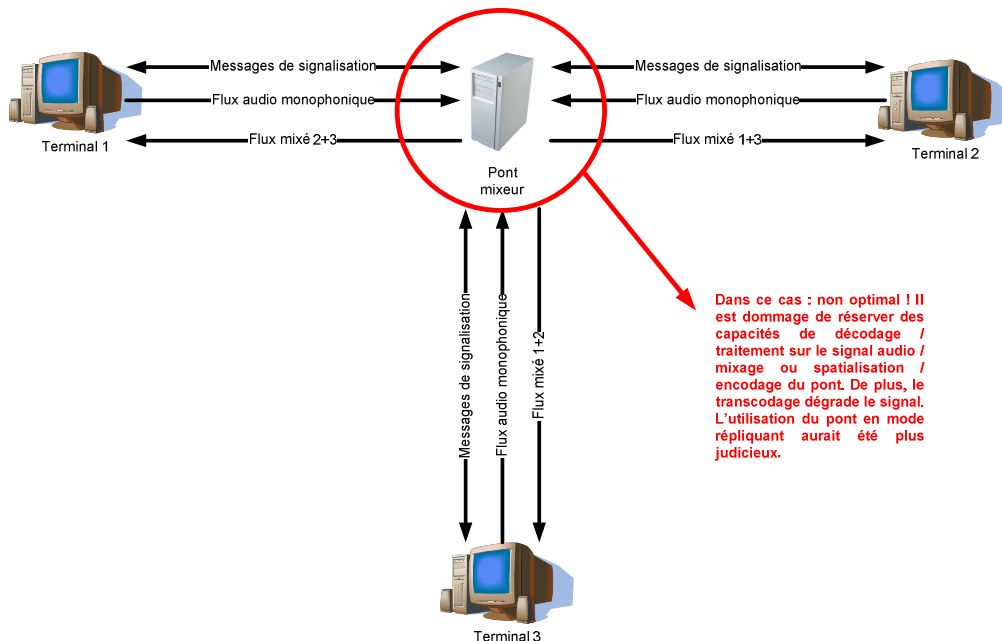 Messages de signalisation
Messages de signalisation
Flux audio monophonique
Flux audio monophonique
Flux mixé 2+3
Flux mixé 1+3
Terminal 1
Terminal 2
Pont
mixeur
Messages de signalisation
Flux audio monophonique
Flux mixé 1+2
Dans ce cas : non optimal ! Il
est dommage de réserver des
capacités de décodage /
traitement sur le signal audio /
mixage ou spatialisation /
encodage du pont. De plus, le
transcodage dégrade le signal.
L'utilisation du pont en mode
répliquant aurait été plus
judicieux.
Terminal 3